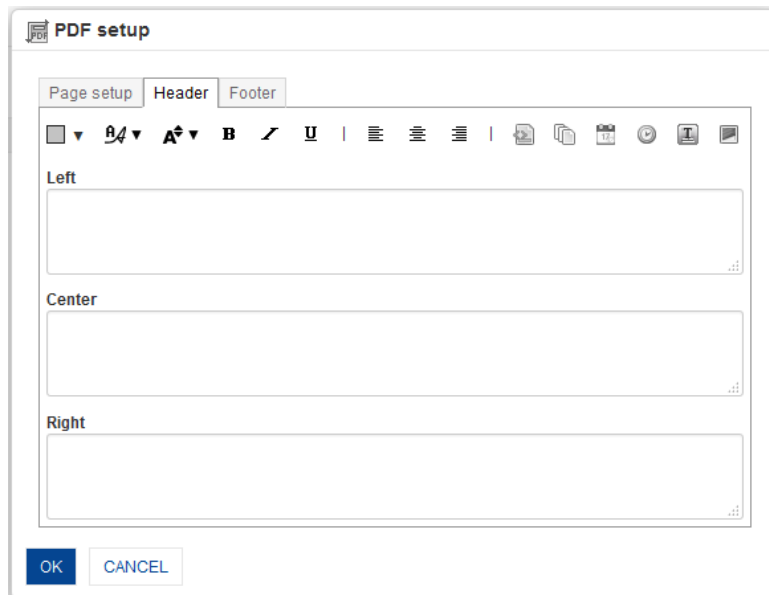 PDF setup
Page setup Header Footer
B I U
Left
Center
Right
OK CANCEL